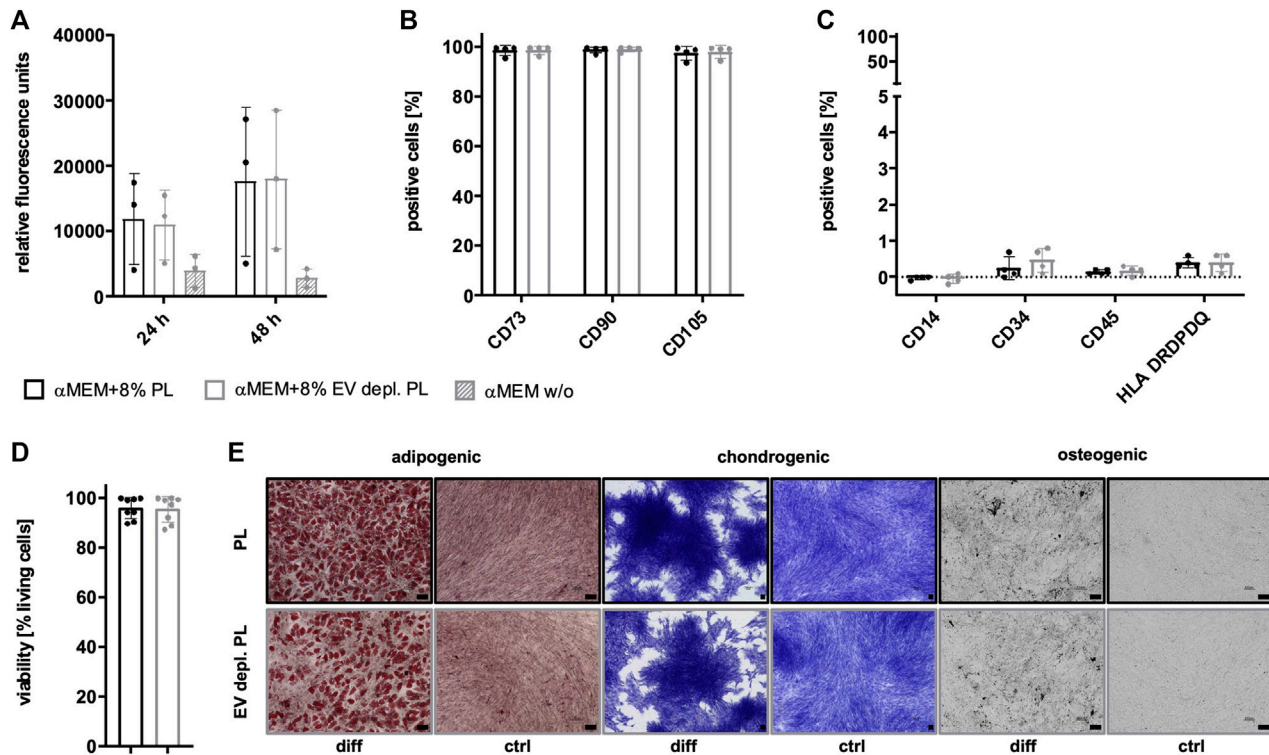 A
relative fluorescence units
40000
30000
20000
10000
0
24 h
48 h
B
positive cells [%]
100
80
60
40
20
0
CD73
CD90
CD105
C
positive cells [%]
100
50
5
4
3
2
1
0
CD14
CD34
CD45
HLA DRDPDQ
αMEM+8% PL
αMEM+8% EV depl. PL
αMEM w/o
D
viability [% living cells]
100
80
60
40
20
0
E
adipogenic
chondrogenic
osteogenic
PL
EV depl. PL
diff
ctrl
diff
ctrl
diff
ctrl